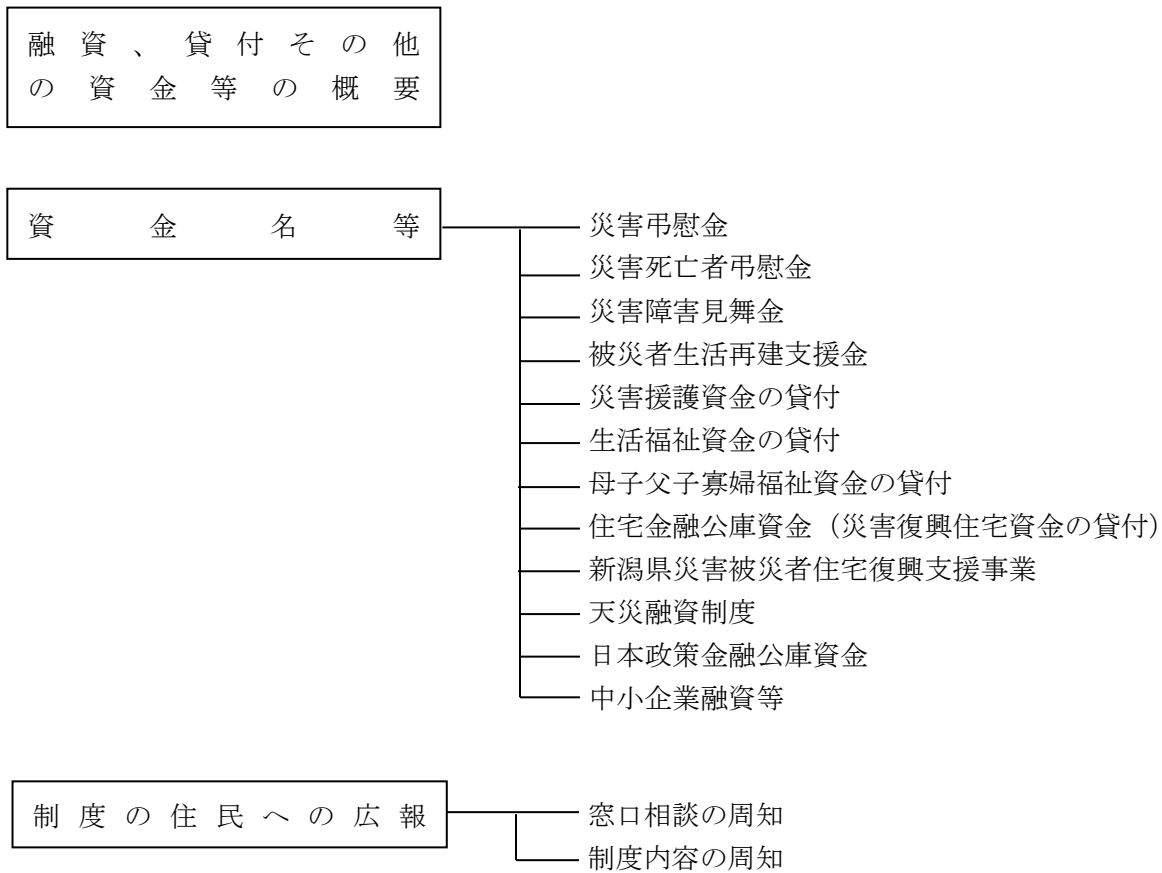 融資、貸付その他
の資金等の概要
資金名等
災害弔慰金
災害死亡者弔慰金
災害障害見舞金
被災者生活再建支援金
災害援護資金の貸付
生活福祉資金の貸付
母子父子寡婦福祉資金の貸付
住宅金融公庫資金（災害復興住宅資金の貸付）
新潟県災害被災者住宅復興支援事業
天災融資制度
日本政策金融公庫資金
中小企業融資等
制度の住民への広報
窓口相談の周知
制度内容の周知